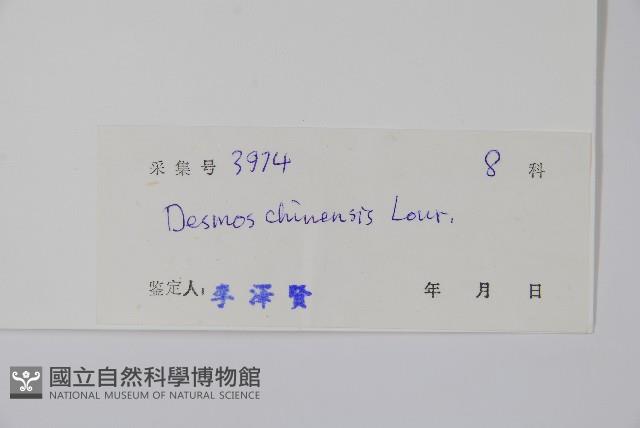 采集号 3974 8 科
Desmos chinensis Lour.
鉴定人: 李泽贤 年 月 日
國立自然科學博物館
NATIONAL MUSEUM OF NATURAL SCIENCE